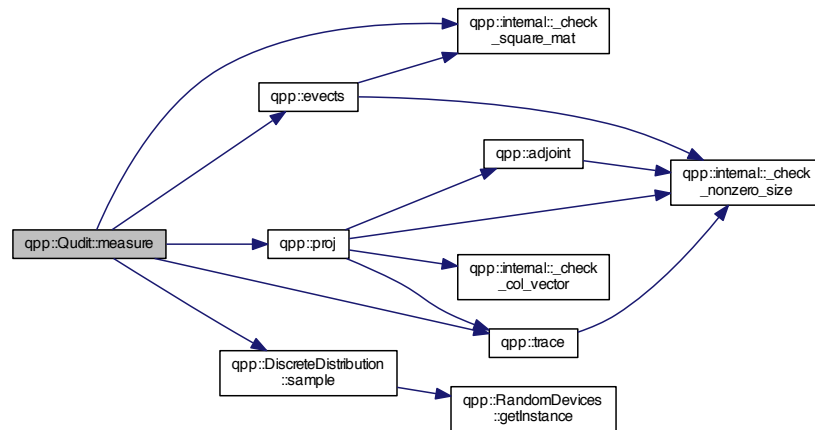 qpp::internal::_check
_square_mat
qpp::evects
qpp::adjoint
qpp::internal::_check
_nonzero_size
qpp::Qudit::measure
qpp::proj
qpp::internal::_check
_col_vector
qpp::trace
qpp::DiscreteDistribution
::sample
qpp::RandomDevices
::getInstance